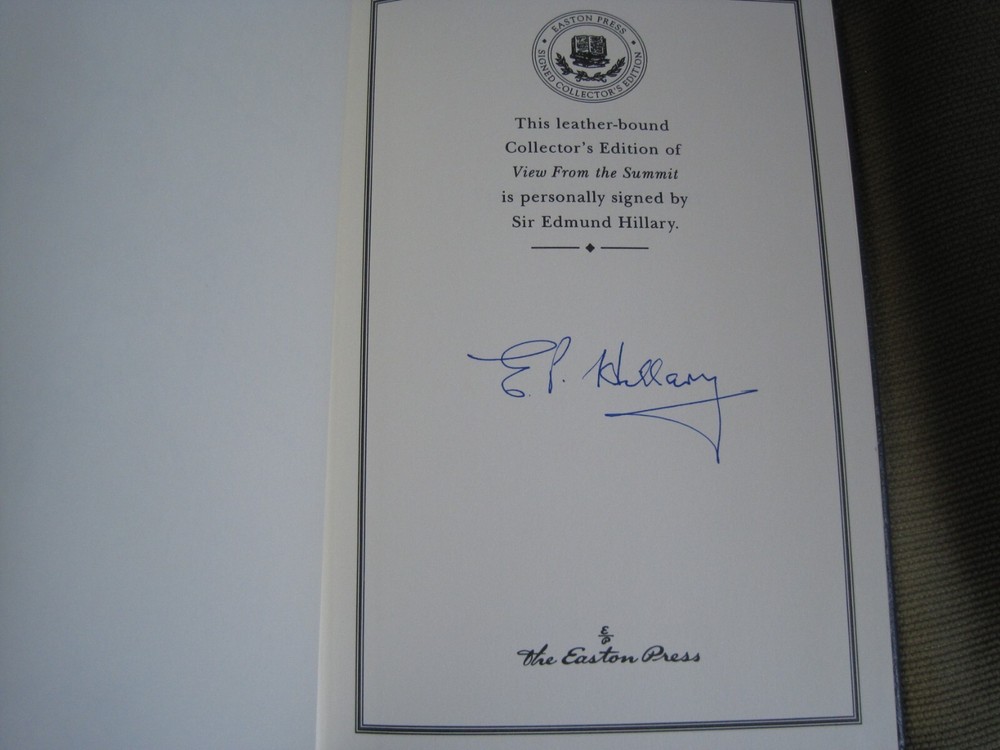 EASTON PRESS
SIGNED COLLECTOR'S EDITION
This leather-bound
Collector's Edition of
View From the Summit
is personally signed by
Sir Edmund Hillary.
E.P. Hillary
E/P
the Easton Press